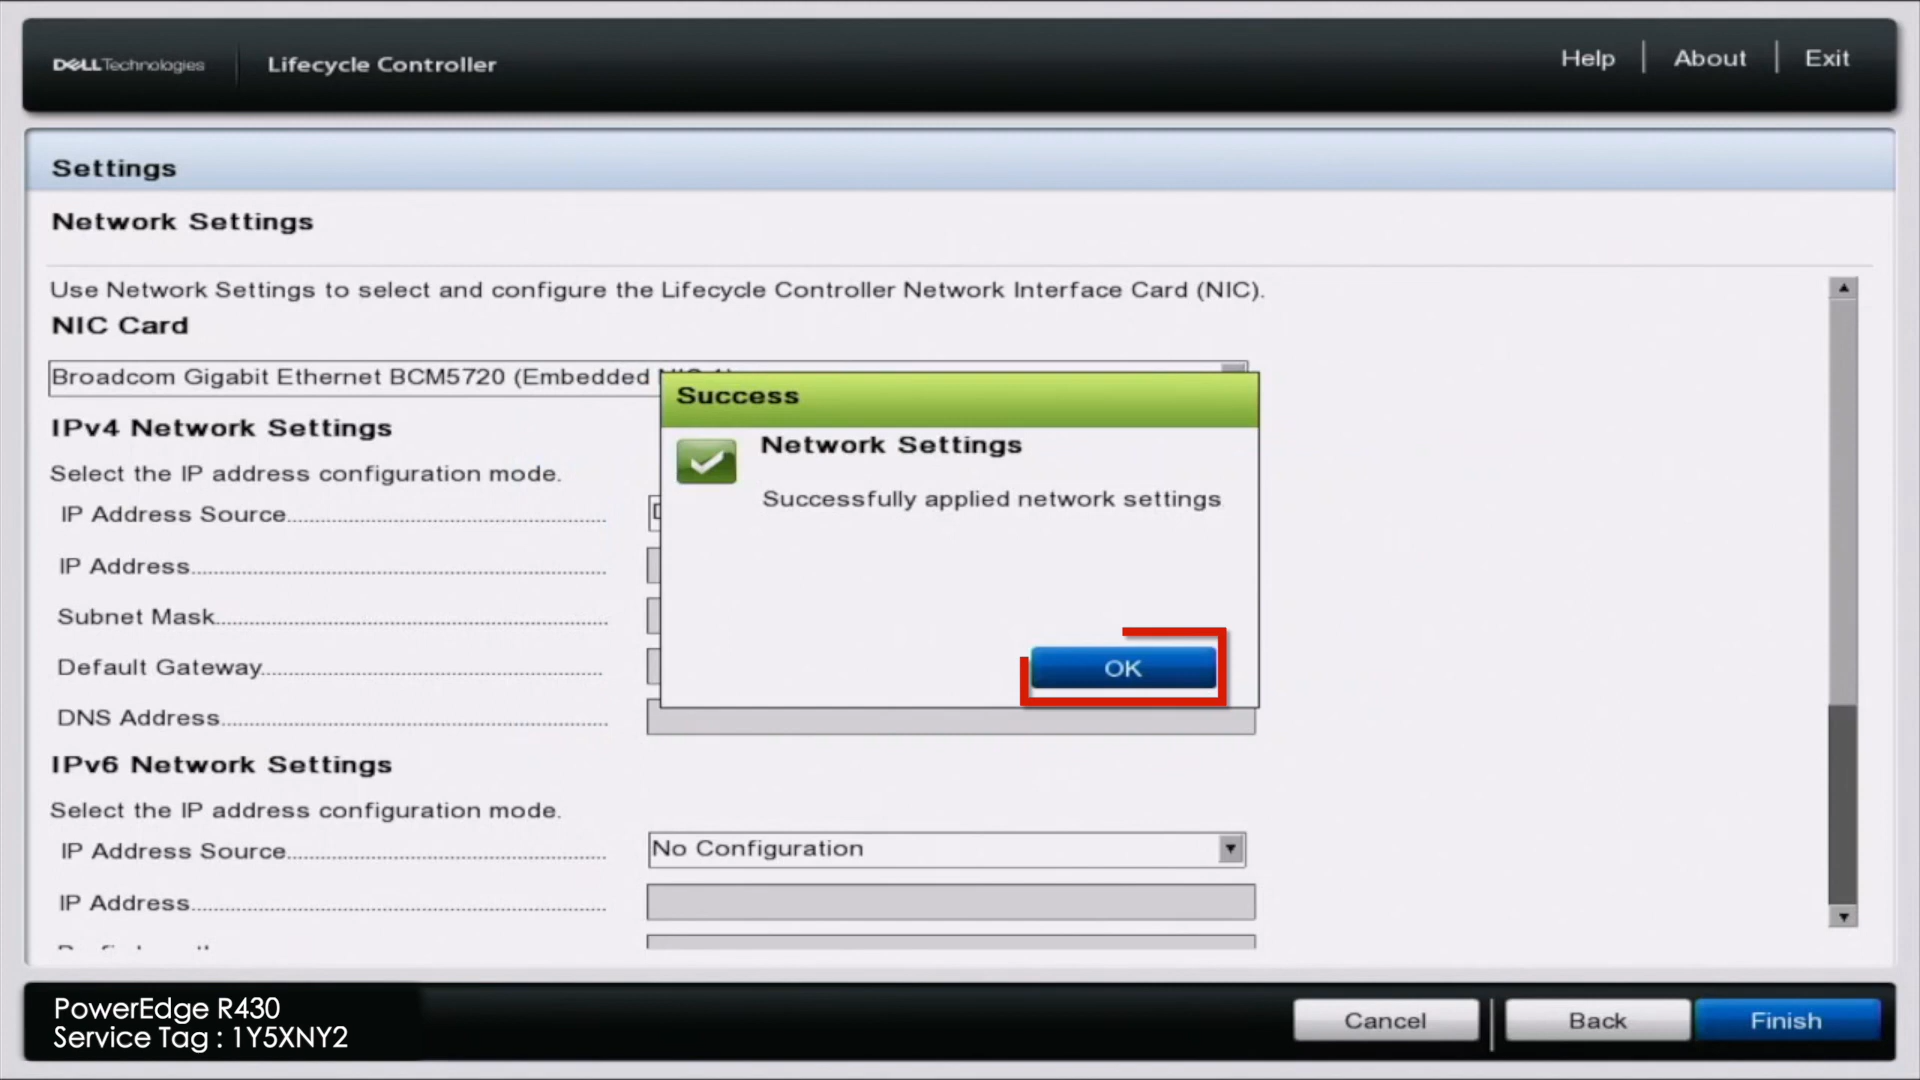 DELLTechnologies
Lifecycle Controller
Help
About
Exit
Settings
Network Settings
Use Network Settings to select and configure the Lifecycle Controller Network Interface Card (NIC).
NIC Card
Broadcom Gigabit Ethernet BCM5720 (Embedded
Success
Network Settings
Successfully applied network settings
OK
IPv4 Network Settings
Select the IP address configuration mode.
IP Address Source
IP Address
Subnet Mask
Default Gateway
DNS Address
IPv6 Network Settings
Select the IP address configuration mode.
IP Address Source
No Configuration
IP Address
PowerEdge R430
Service Tag : 1Y5XNY2
Cancel
Back
Finish